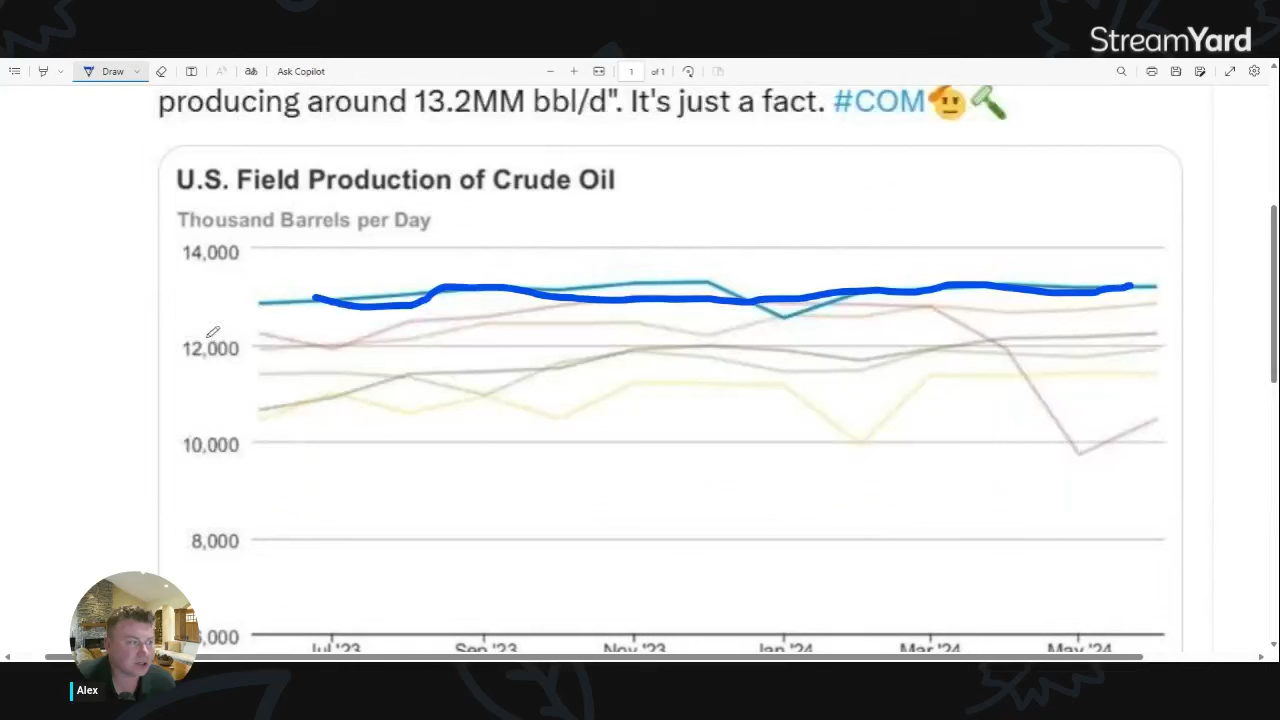 StreamYard
Draw
Ask Copilot
1 of 1
producing around 13.2MM bbl/d". It's just a fact. #COM🫡🔨
U.S. Field Production of Crude Oil
Thousand Barrels per Day
14,000
12,000
10,000
8,000
,000
Jul '23 Sep '23 Nov '23 Jan '24 Mar '24 May '24
Alex